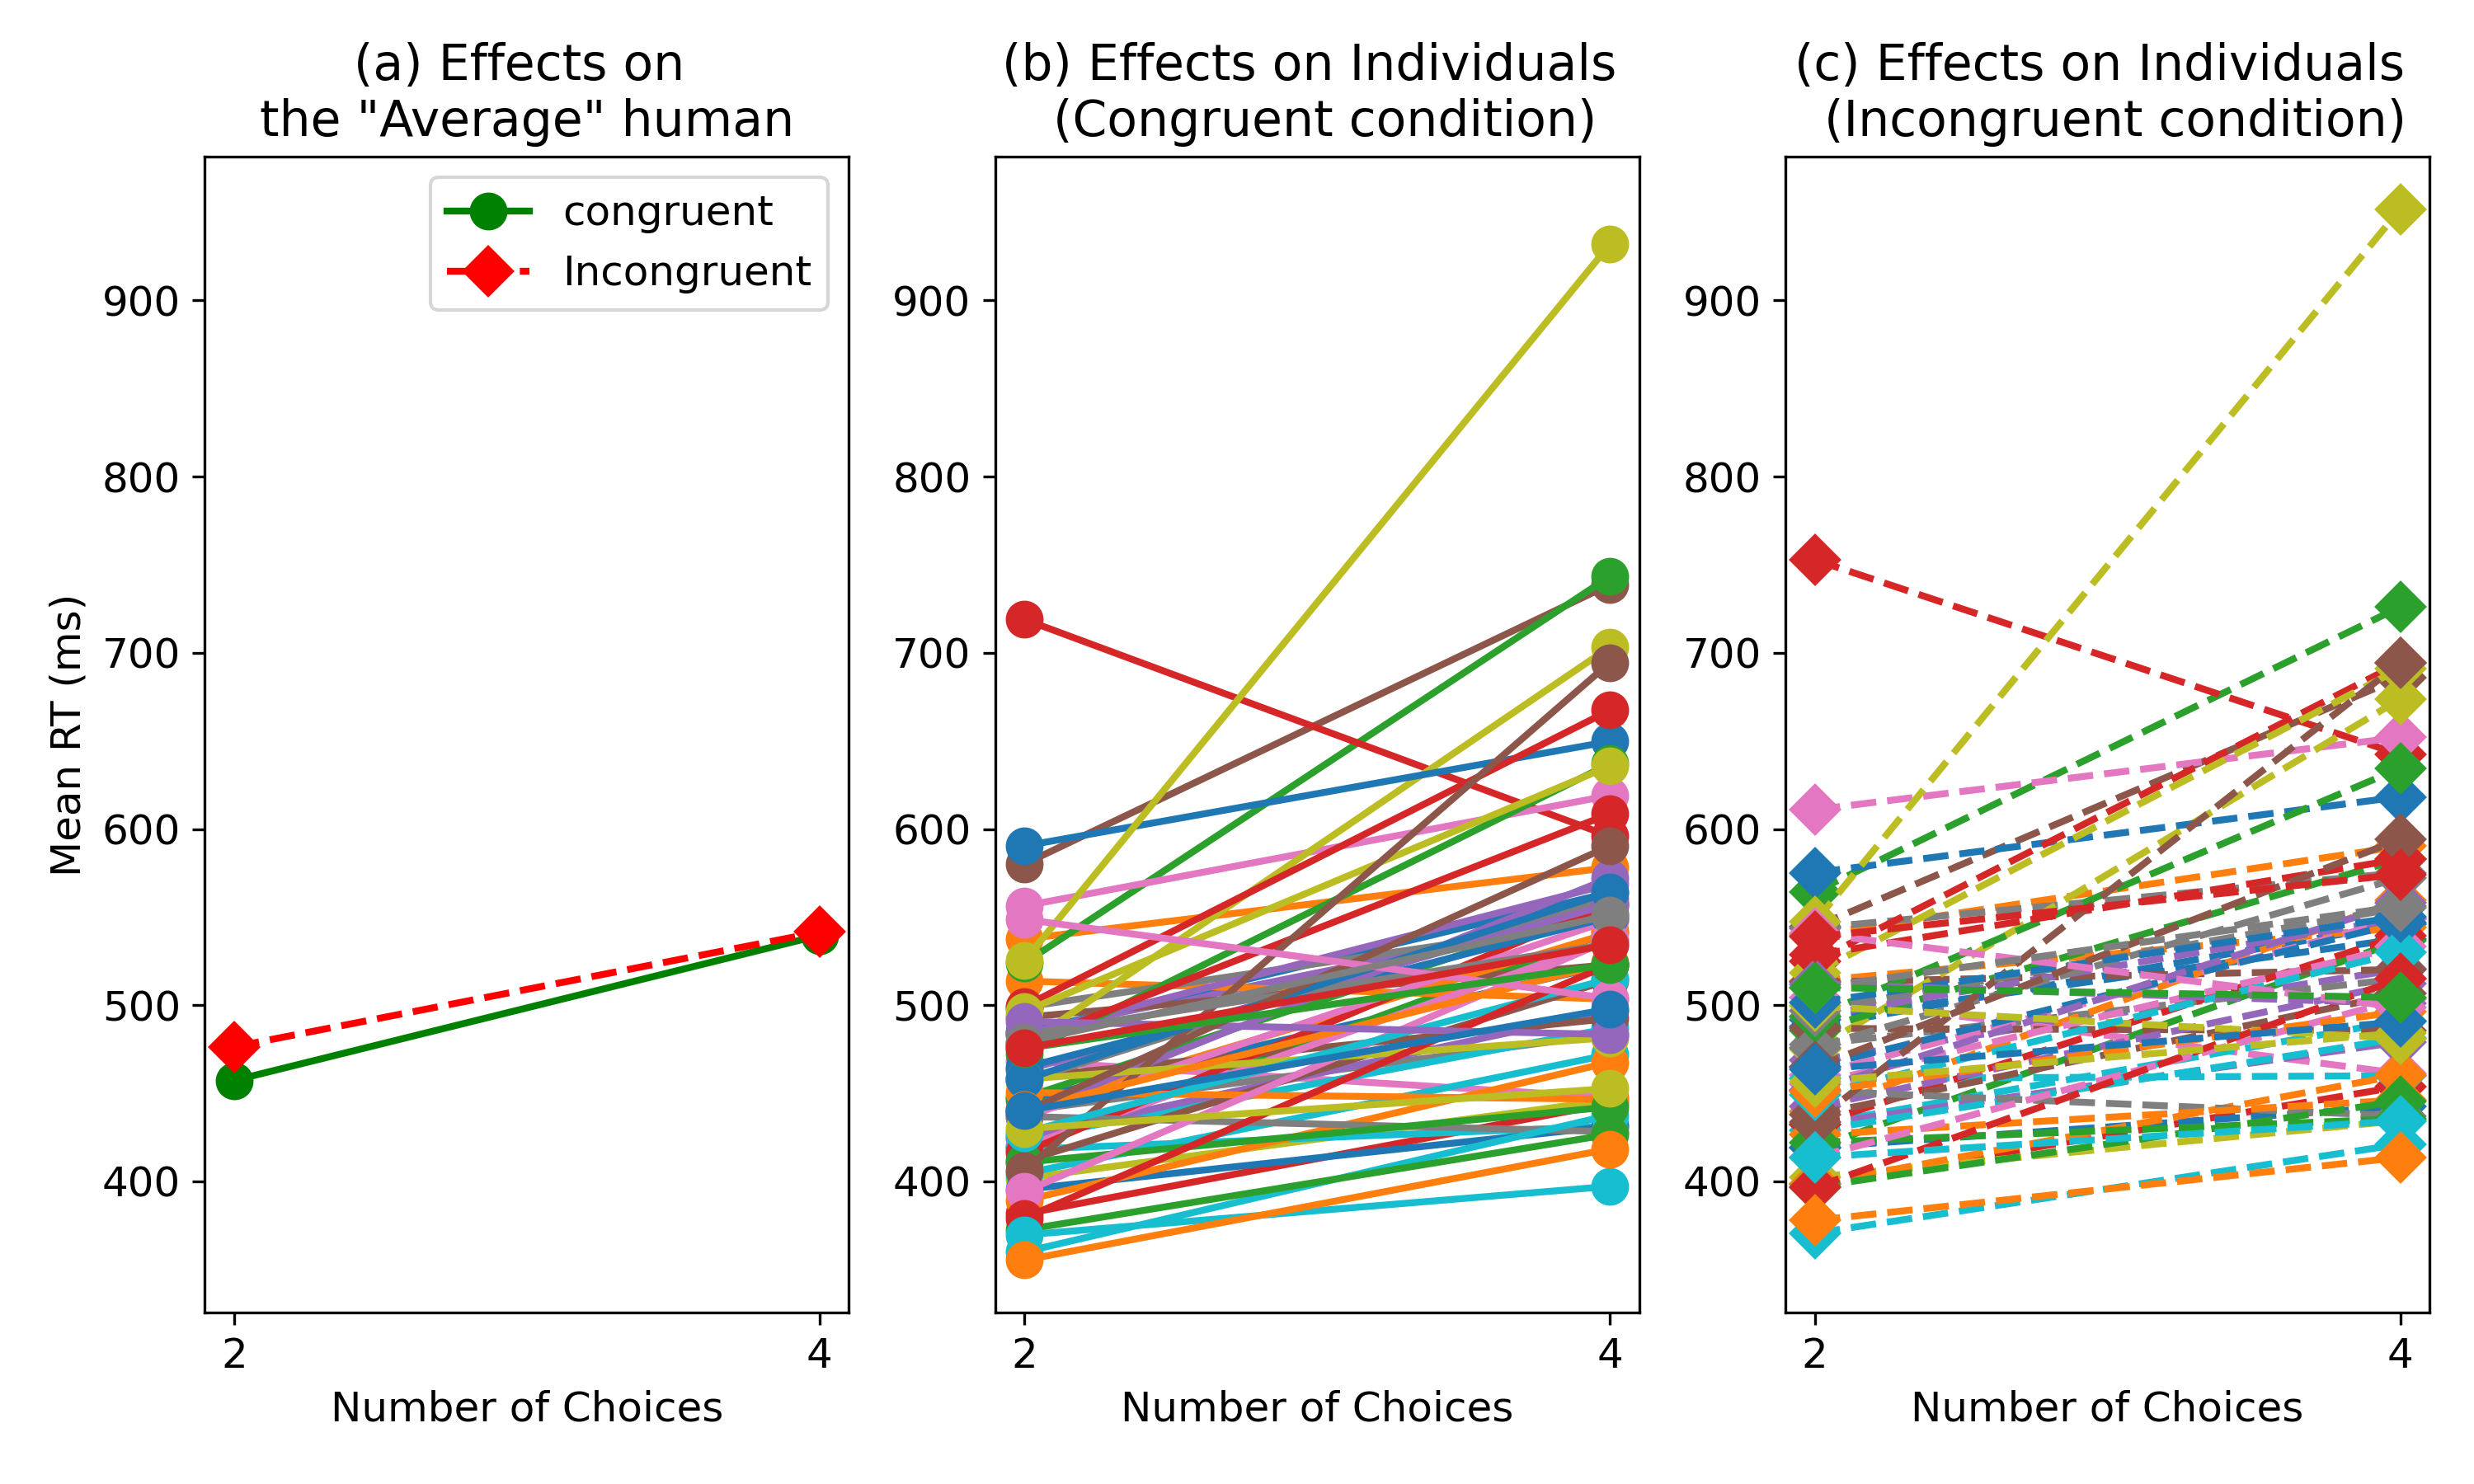 (a) Effects on
the "Average" human
(b) Effects on Individuals
(Congruent condition)
(c) Effects on Individuals
(Incongruent condition)
congruent
Incongruent
Mean RT (ms)
900
800
700
600
500
400
2
4
Number of Choices
900
800
700
600
500
400
2
4
Number of Choices
900
800
700
600
500
400
2
4
Number of Choices